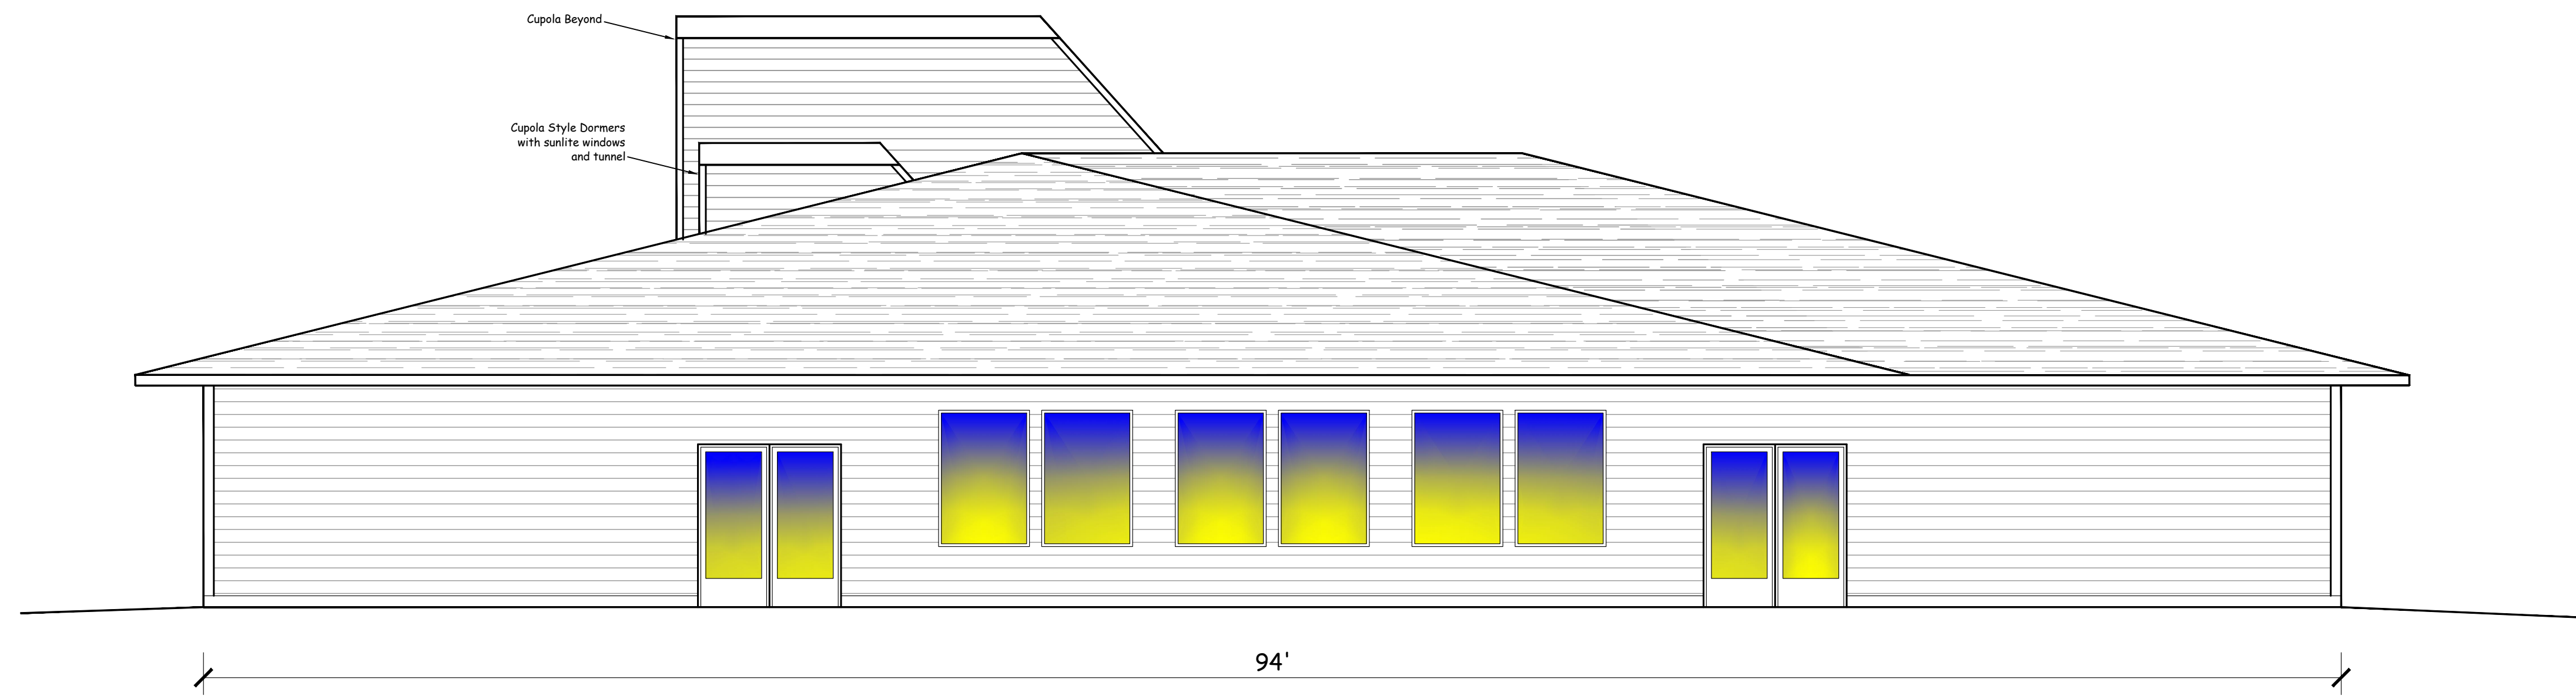 Cupola Beyond
Cupola Style Dormers
with sunlite windows
and tunnel
94'